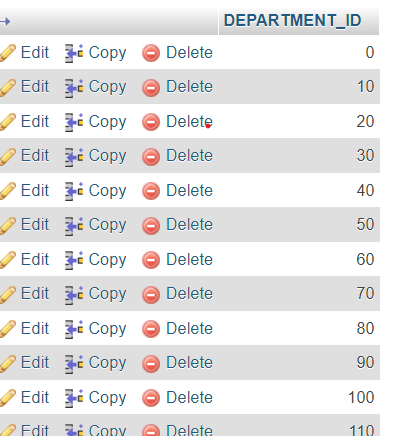 DEPARTMENT_ID
Edit Copy Delete 0
Edit Copy Delete 10
Edit Copy Delete 20
Edit Copy Delete 30
Edit Copy Delete 40
Edit Copy Delete 50
Edit Copy Delete 60
Edit Copy Delete 70
Edit Copy Delete 80
Edit Copy Delete 90
Edit Copy Delete 100
Edit Copy Delete 110